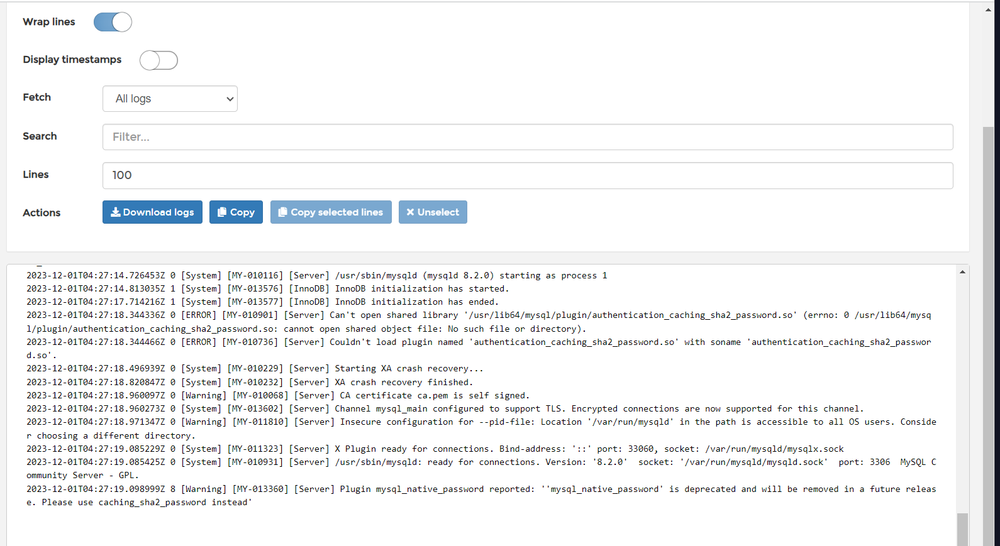 Wrap lines
Display timestamps
Fetch
All logs
Search
Filter...
Lines
100
Actions
Download logs
Copy
Copy selected lines
Unselect
2023-12-01T04:27:14.726453Z 0 [System] [MY-010116] [Server] /usr/sbin/mysqld (mysqld 8.2.0) starting as process 1
2023-12-01T04:27:14.813035Z 1 [System] [MY-013576] [InnoDB] InnoDB initialization has started.
2023-12-01T04:27:17.714216Z 1 [System] [MY-013577] [InnoDB] InnoDB initialization has ended.
2023-12-01T04:27:18.344336Z 0 [ERROR] [MY-010901] [Server] Can't open shared library '/usr/lib64/mysql/plugin/authentication_caching_sha2_password.so' (errno: 0 /usr/lib64/mysq
l/plugin/authentication_caching_sha2_password.so: cannot open shared object file: No such file or directory).
2023-12-01T04:27:18.344466Z 0 [ERROR] [MY-010736] [Server] Couldn't load plugin named 'authentication_caching_sha2_password.so' with soname 'authentication_caching_sha2_passwor
d.so'.
2023-12-01T04:27:18.496939Z 0 [System] [MY-010229] [Server] Starting XA crash recovery...
2023-12-01T04:27:18.820847Z 0 [System] [MY-010232] [Server] XA crash recovery finished.
2023-12-01T04:27:18.960097Z 0 [Warning] [MY-010068] [Server] CA certificate ca.pem is self signed.
2023-12-01T04:27:18.960273Z 0 [System] [MY-013602] [Server] Channel mysql_main configured to support TLS. Encrypted connections are now supported for this channel.
2023-12-01T04:27:18.971347Z 0 [Warning] [MY-011810] [Server] Insecure configuration for --pid-file: Location '/var/run/mysqld' in the path is accessible to all OS users. Conside
r choosing a different directory.
2023-12-01T04:27:19.085229Z 0 [System] [MY-011323] [Server] X Plugin ready for connections. Bind-address: '::' port: 33060, socket: /var/run/mysqld/mysqlx.sock
2023-12-01T04:27:19.085425Z 0 [System] [MY-010931] [Server] /usr/sbin/mysqld: ready for connections. Version: '8.2.0'  socket: '/var/run/mysqld/mysqld.sock'  port: 3306  MySQL C
ommunity Server - GPL.
2023-12-01T04:27:19.098999Z 8 [Warning] [MY-013360] [Server] Plugin mysql_native_password reported: ''mysql_native_password' is deprecated and will be removed in a future releas
e. Please use caching_sha2_password instead'